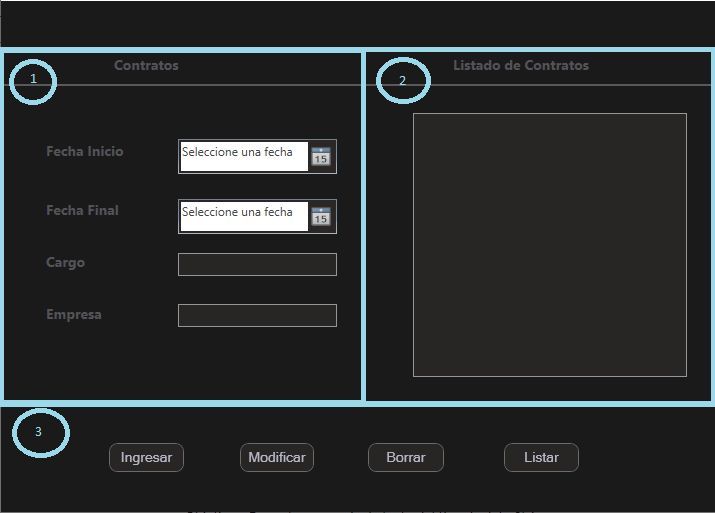 1
Contratos
2
Listado de Contratos
Fecha Inicio
Seleccione una fecha
15
Fecha Final
Seleccione una fecha
15
Cargo
Empresa
3
Ingresar
Modificar
Borrar
Listar